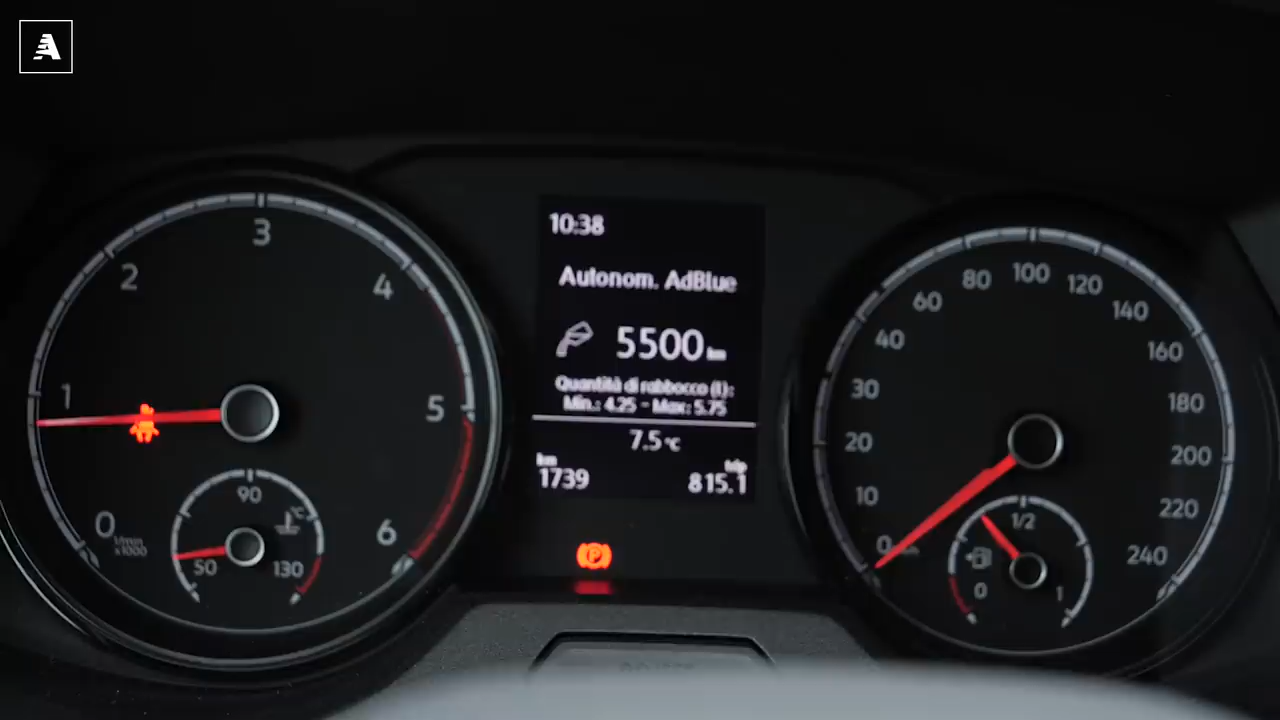 A
3
2
4
1
5
0
1/min
x1000
6
90
°C
50
130
10:38
Autonom. AdBlue
5500 km
Quantità di rabbocco (l):
Min.: 4.25 - Max: 5.75
7.5 °C
km
trip
1739
815.1
P
0
10
20
30
40
60
80
100
120
140
160
180
200
220
240
1/2
0
1